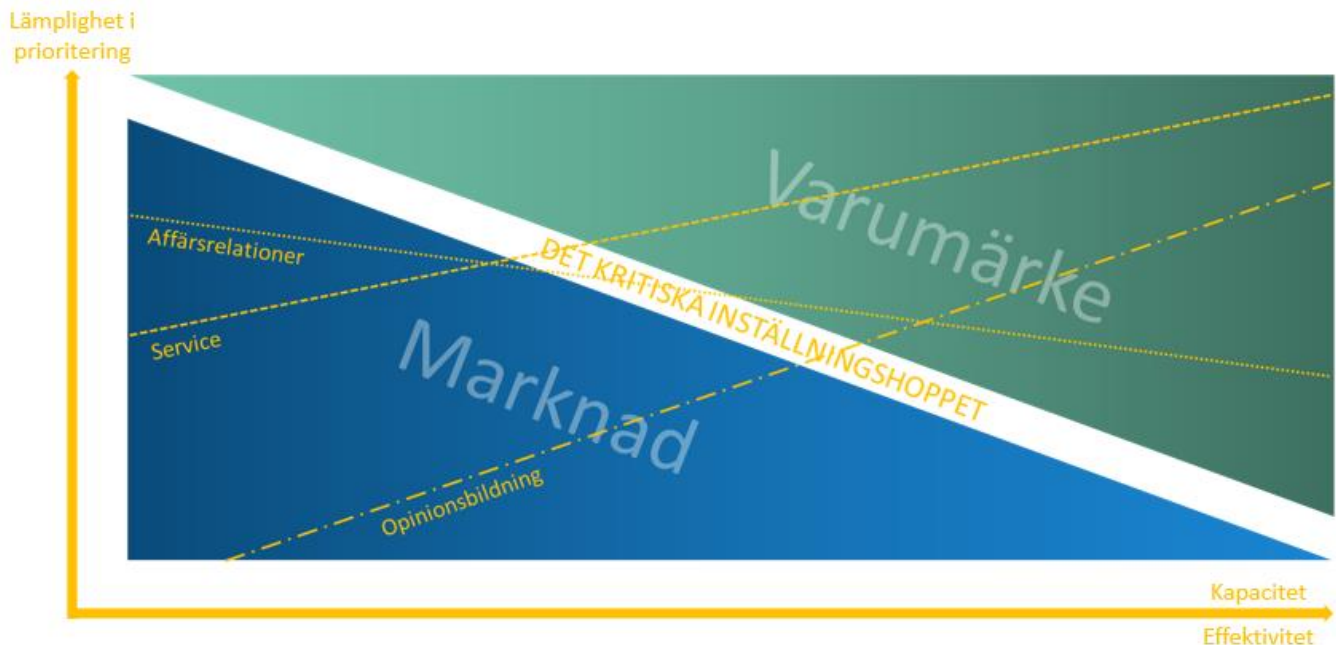 Lämplighet i
prioritering
Varumärke
Affärsrelationer
DET KRITISKA INSTÄLLNINGSHOPPET
Service
Marknad
Opinionsbildning
Kapacitet
Effektivitet